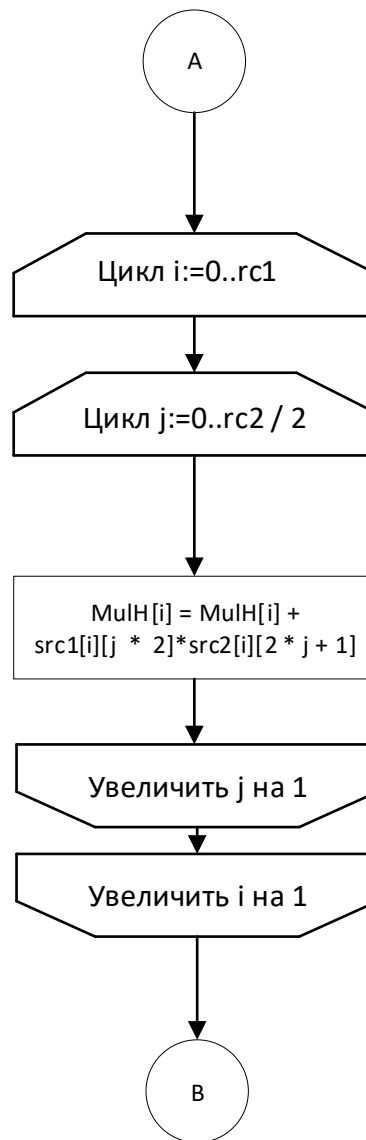 A
Цикл i:=0..rc1
Цикл j:=0..rc2 / 2
MulH[i] = MulH[i] +
src1[i][j * 2]*src2[i][2 * j + 1]
Увеличить j на 1
Увеличить i на 1
B